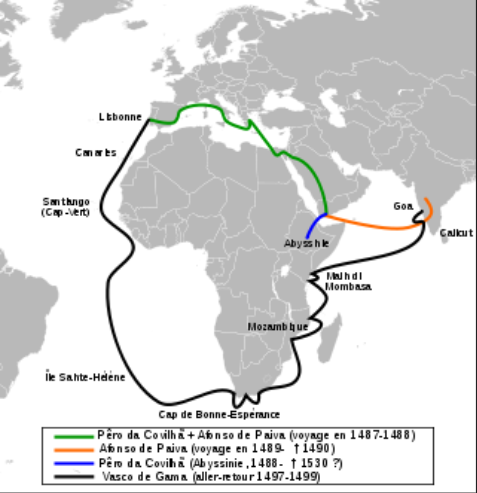 Lisbonne
Canaries
Santiago
(Cap-Vert)
Goa
Calicut
Abyssinie
Malindi
Mombasa
Mozambique
Île Sainte-Hélène
Cap de Bonne-Espérance
Pêro da Covilhã + Afonso de Paiva (voyage en 1487-1488)
Afonso de Paiva (voyage en 1489- †1490)
Pêro da Covilhã (Abyssinie,1488- †1530 ?)
Vasco de Gama (aller-retour 1497-1499)